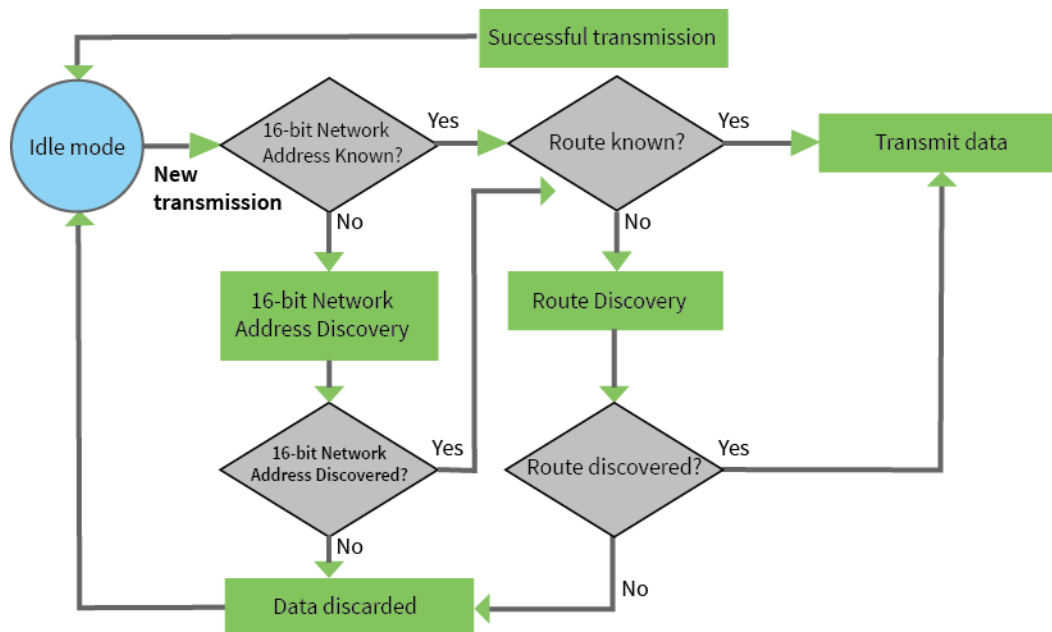 Successful transmission
Idle mode
New
transmission
16-bit Network
Address Known?
Yes
Route known?
Yes
Transmit data
No
No
16-bit Network
Address Discovery
Route Discovery
16-bit Network
Address Discovered?
Yes
Route discovered?
Yes
No
No
Data discarded